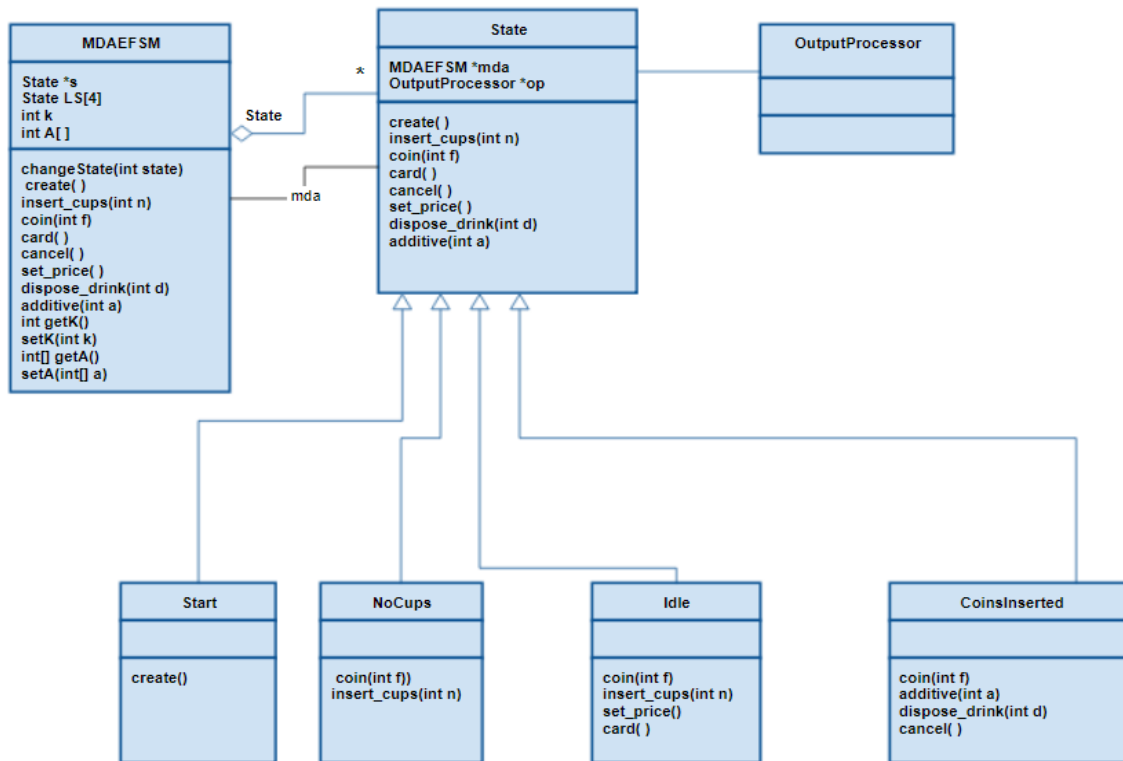 MDAEFSM
State *s
State LS[4]
int k
int A[ ]
changeState(int state)
create( )
insert_cups(int n)
coin(int f)
card( )
cancel( )
set_price( )
dispose_drink(int d)
additive(int a)
int getK()
setK(int k)
int[] getA()
setA(int[] a)
State
*
mda
State
MDAEFSM *mda
OutputProcessor *op
create( )
insert_cups(int n)
coin(int f)
card( )
cancel( )
set_price( )
dispose_drink(int d)
additive(int a)
OutputProcessor
Start
create()
NoCups
coin(int f))
insert_cups(int n)
Idle
coin(int f)
insert_cups(int n)
set_price()
card( )
CoinsInserted
coin(int f)
additive(int a)
dispose_drink(int d)
cancel( )